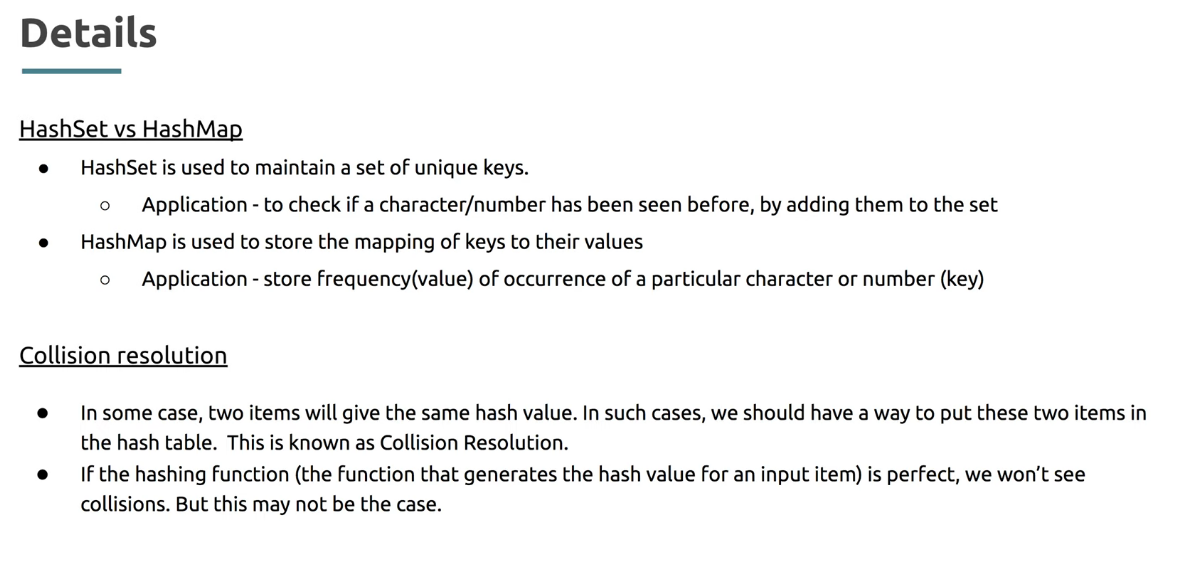 Details
HashSet vs HashMap
● HashSet is used to maintain a set of unique keys.
○ Application - to check if a character/number has been seen before, by adding them to the set
● HashMap is used to store the mapping of keys to their values
○ Application - store frequency(value) of occurrence of a particular character or number (key)
Collision resolution
● In some case, two items will give the same hash value. In such cases, we should have a way to put these two items in
the hash table.  This is known as Collision Resolution.
● If the hashing function (the function that generates the hash value for an input item) is perfect, we won’t see
collisions. But this may not be the case.